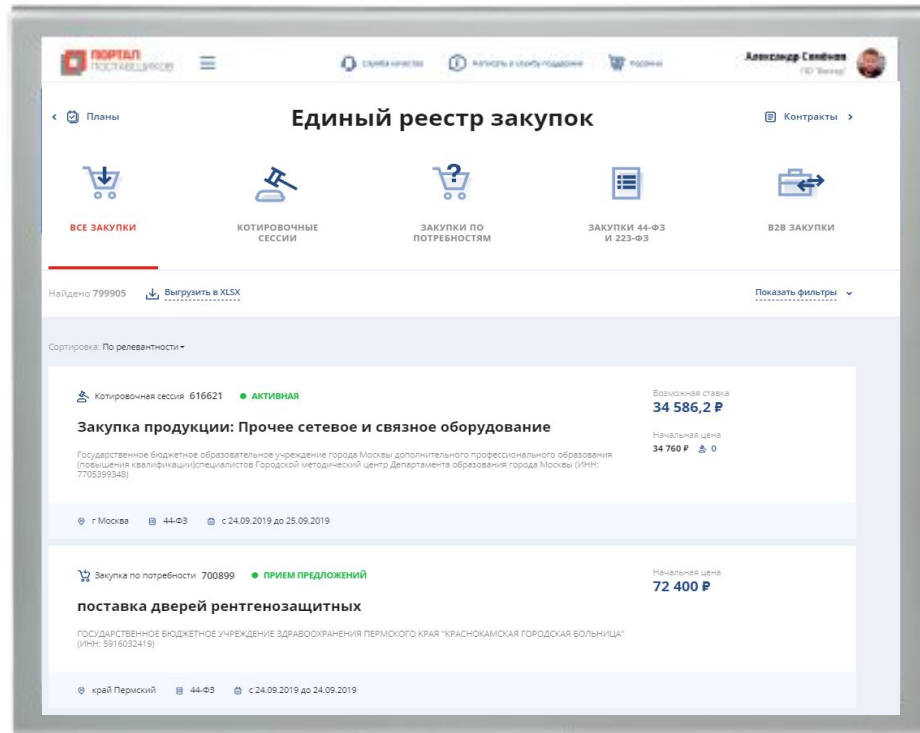 ПОРТАЛ
ПОСТАВЩИКОВ
Служба качества
Написать в службу поддержки
Корзина
Александр Семёнов
Планы
Единый реестр закупок
Контракты
ВСЕ ЗАКУПКИ
КОТИРОВОЧНЫЕ
СЕССИИ
ЗАКУПКИ ПО
ПОТРЕБНОСТЯМ
ЗАКУПКИ 44-ФЗ
И 223-ФЗ
B2B ЗАКУПКИ
Найдено 799905
Выгрузить в XLSX
Показать фильтры
Сортировка: По релевантности
Котировочная сессия 616621 АКТИВНАЯ
Возможная ставка
34 586,2 ₽
Закупка продукции: Прочее сетевое и связное оборудование
Начальная цена
34 760 ₽ 0
Государственное бюджетное образовательное учреждение города Москвы дополнительного профессионального образования
(повышения квалификации)специалистов Городской методический центр Департамента образования города Москвы (ИНН:
7705399348)
г Москва 44-ФЗ с 24.09.2019 до 25.09.2019
Закупка по потребности 700899 ПРИЕМ ПРЕДЛОЖЕНИЙ
Начальная цена
72 400 ₽
поставка дверей рентгенозащитных
ГОСУДАРСТВЕННОЕ БЮДЖЕТНОЕ УЧРЕЖДЕНИЕ ЗДРАВООХРАНЕНИЯ ПЕРМСКОГО КРАЯ "КРАСНОКАМСКАЯ ГОРОДСКАЯ БОЛЬНИЦА"
(ИНН: 5916032419)
край Пермский 44-ФЗ с 24.09.2019 до 24.09.2019